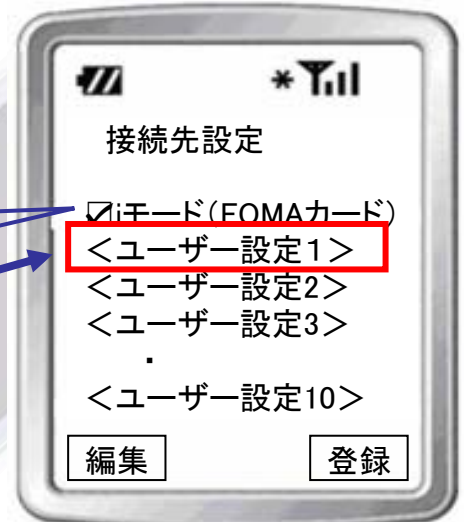 接続先設定
iモード(FOMAカード)
<ユーザー設定1>
<ユーザー設定2>
<ユーザー設定3>
・
<ユーザー設定10>
編集 登録